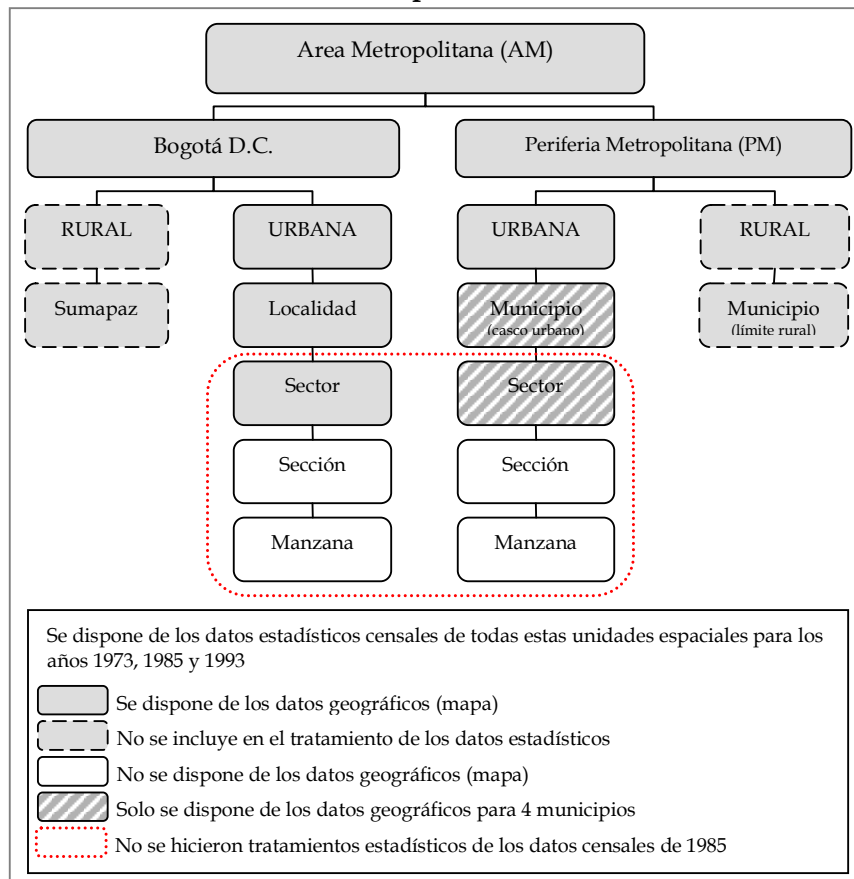 Area Metropolitana (AM)
Bogotá D.C.
Periferia Metropolitana (PM)
RURAL
URBANA
URBANA
RURAL
Sumapaz
Localidad
Municipio
(casco urbano)
Municipio
(límite rural)
Sector
Sector
Sección
Sección
Manzana
Manzana
Se dispone de los datos estadísticos censales de todas estas unidades espaciales para los
años 1973, 1985 y 1993
Se dispone de los datos geográficos (mapa)
No se incluye en el tratamiento de los datos estadísticos
No se dispone de los datos geográficos (mapa)
Solo se dispone de los datos geográficos para 4 municipios
No se hicieron tratamientos estadísticos de los datos censales de 1985